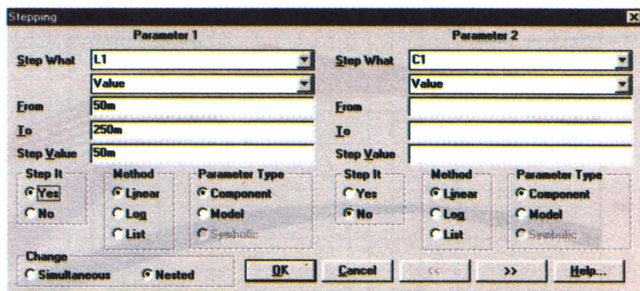 Stepping
Parameter 1 Parameter 2
Step What L1 Step What C1
Value Value
From 50m From
To 250m To
Step Value 50m Step Value
Step It Method Parameter Type Step It Method Parameter Type
Yes Linear Component Yes Linear Component
No Log Model No Log Model
List Symbolic List Symbolic
Change
Simultaneous Nested OK Cancel << >> Help...